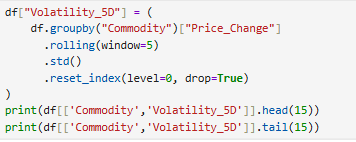 df["Volatility_5D"] = (
    df.groupby("Commodity")["Price_Change"]
      .rolling(window=5)
      .std()
      .reset_index(level=0, drop=True)
)
print(df[['Commodity','Volatility_5D']].head(15))
print(df[['Commodity','Volatility_5D']].tail(15))